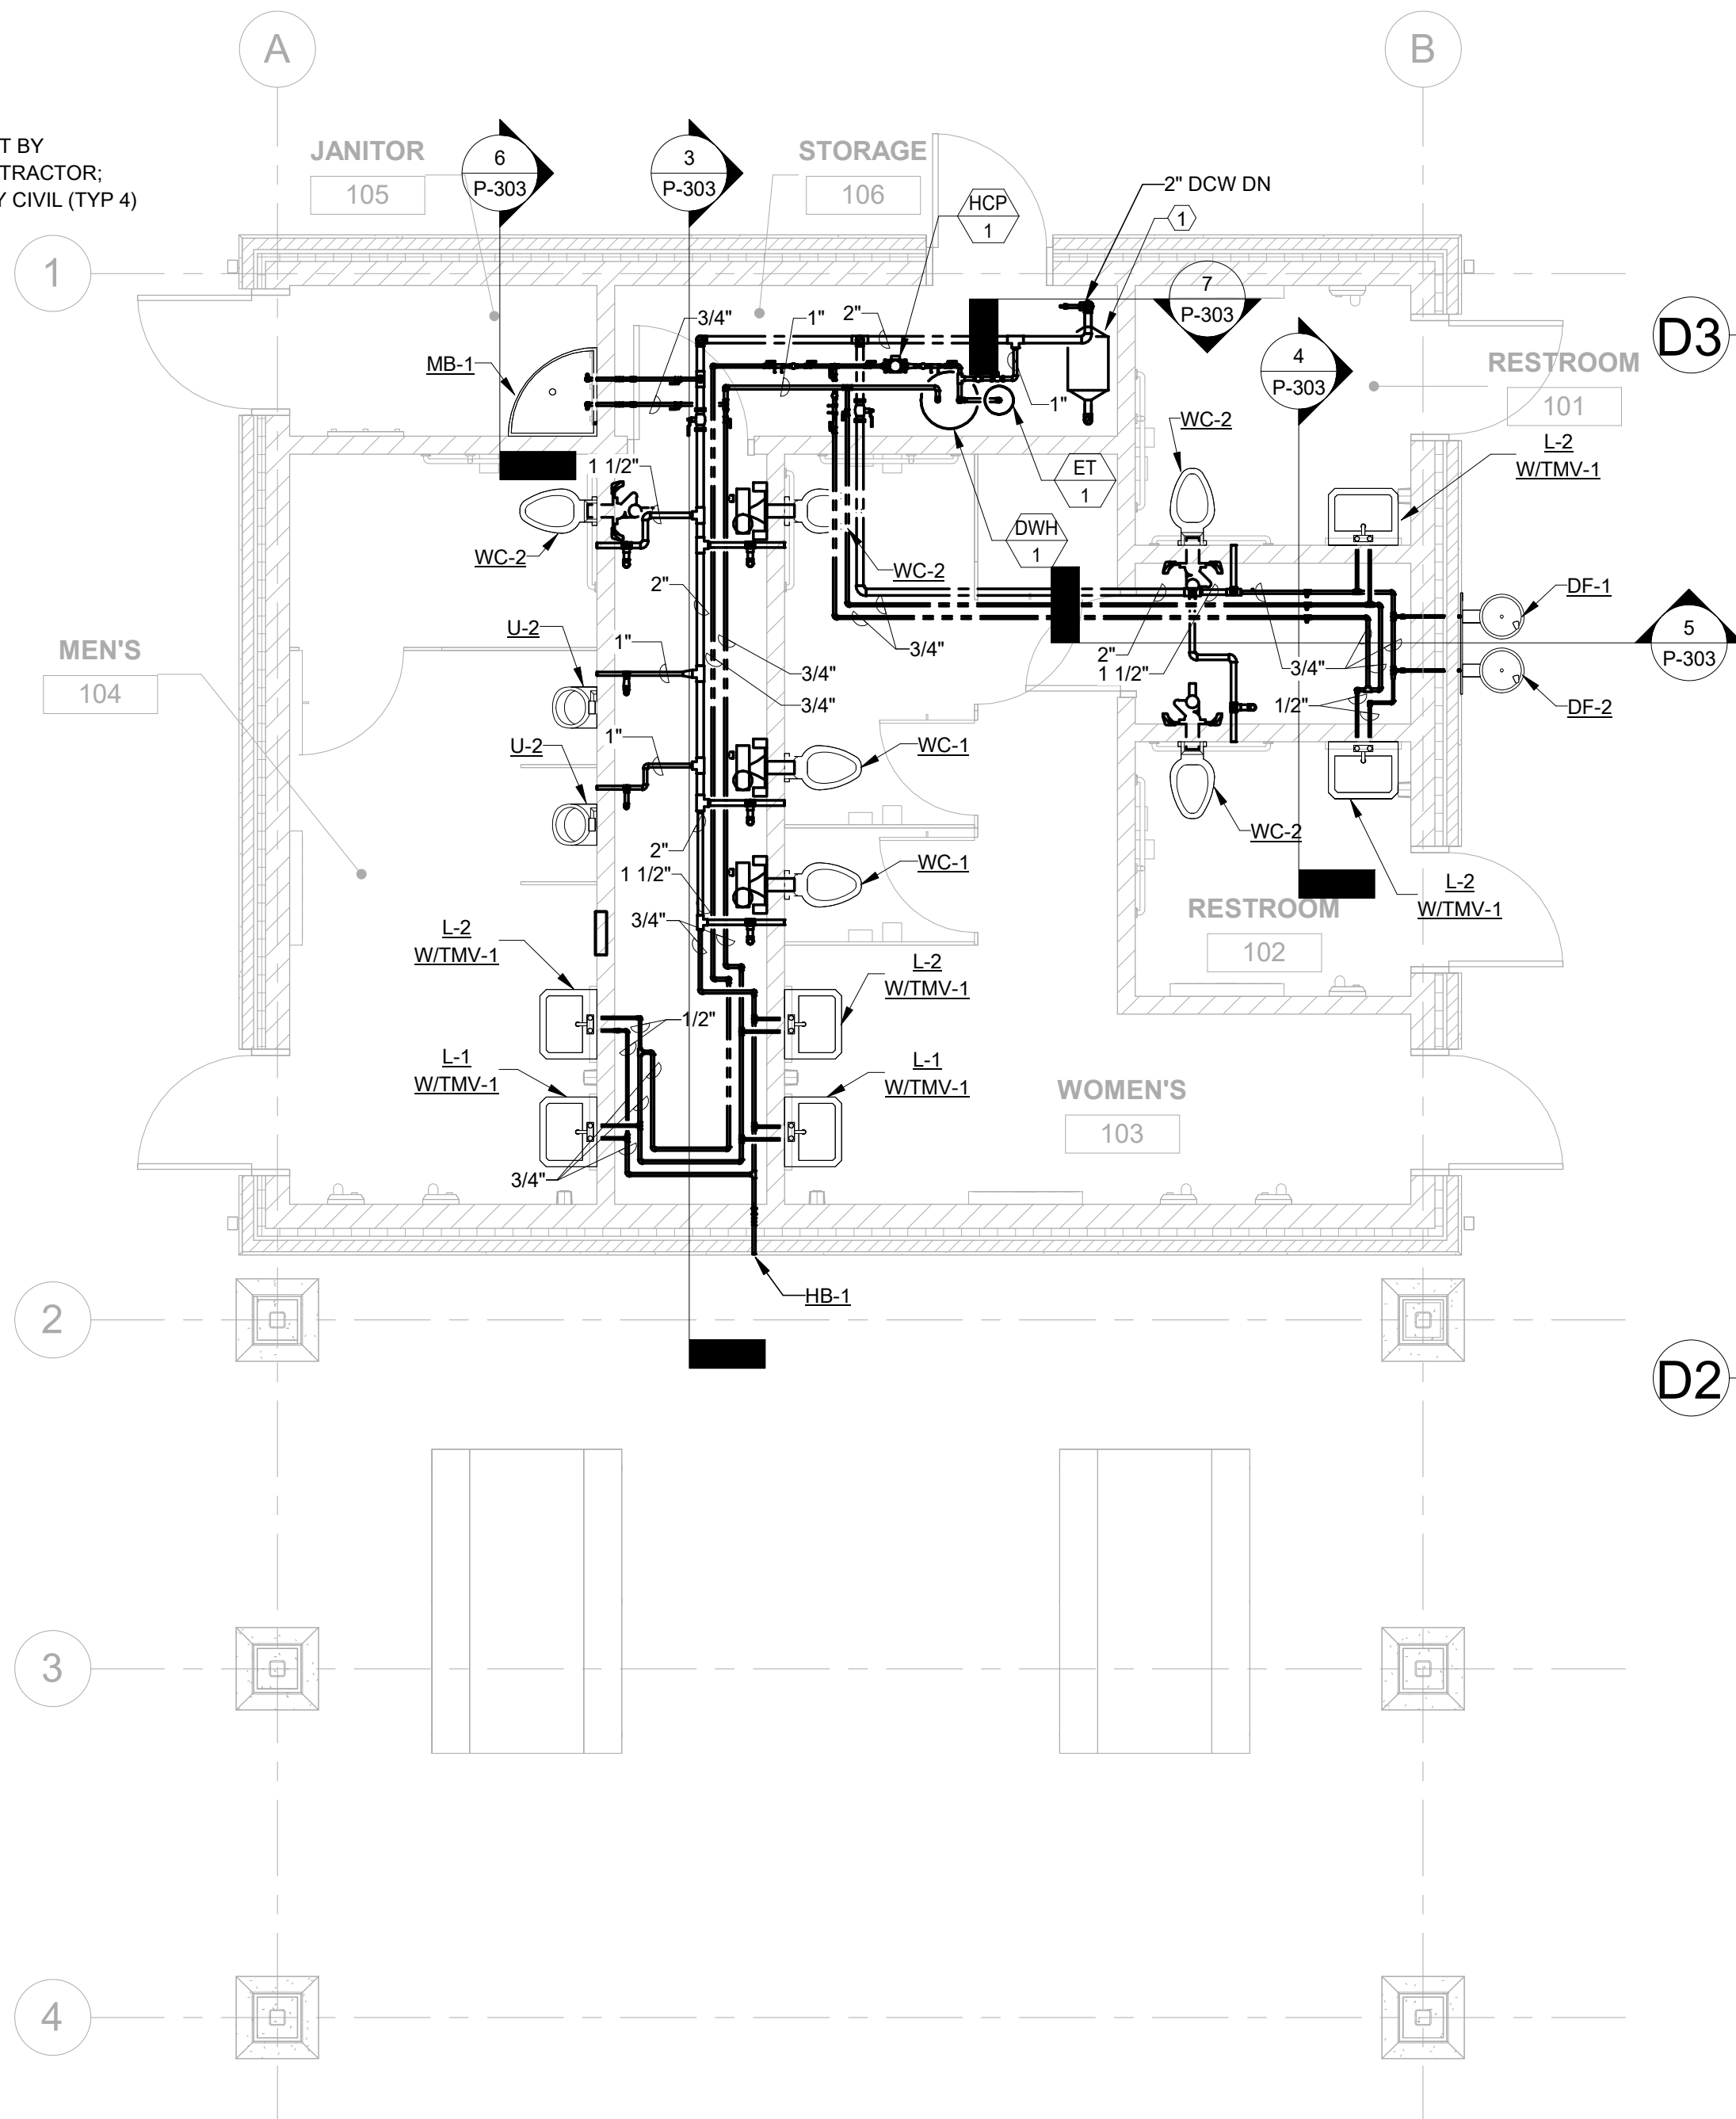 A
B
T BY
TRACTOR;
Y CIVIL (TYP 4)
JANITOR
105
6
P-303
3
P-303
STORAGE
106
HCP
1
2" DCW DN
1
1
7
P-303
4
P-303
D3
RESTROOM
101
3/4"
1"
2"
MB-1
3/4"
1"
WC-2
L-2
W/TMV-1
1 1/2"
ET
1
DWH
1
WC-2
WC-2
2"
DF-1
U-2
1"
3/4"
2"
1 1/2"
3/4"
5
P-303
MEN'S
104
3/4"
3/4"
1/2"
DF-2
U-2
1"
WC-1
WC-2
2"
1 1/2"
WC-1
L-2
W/TMV-1
RESTROOM
102
3/4"
L-2
W/TMV-1
L-2
W/TMV-1
1/2"
L-1
W/TMV-1
L-1
W/TMV-1
WOMEN'S
103
3/4"
HB-1
2
D2
3
4